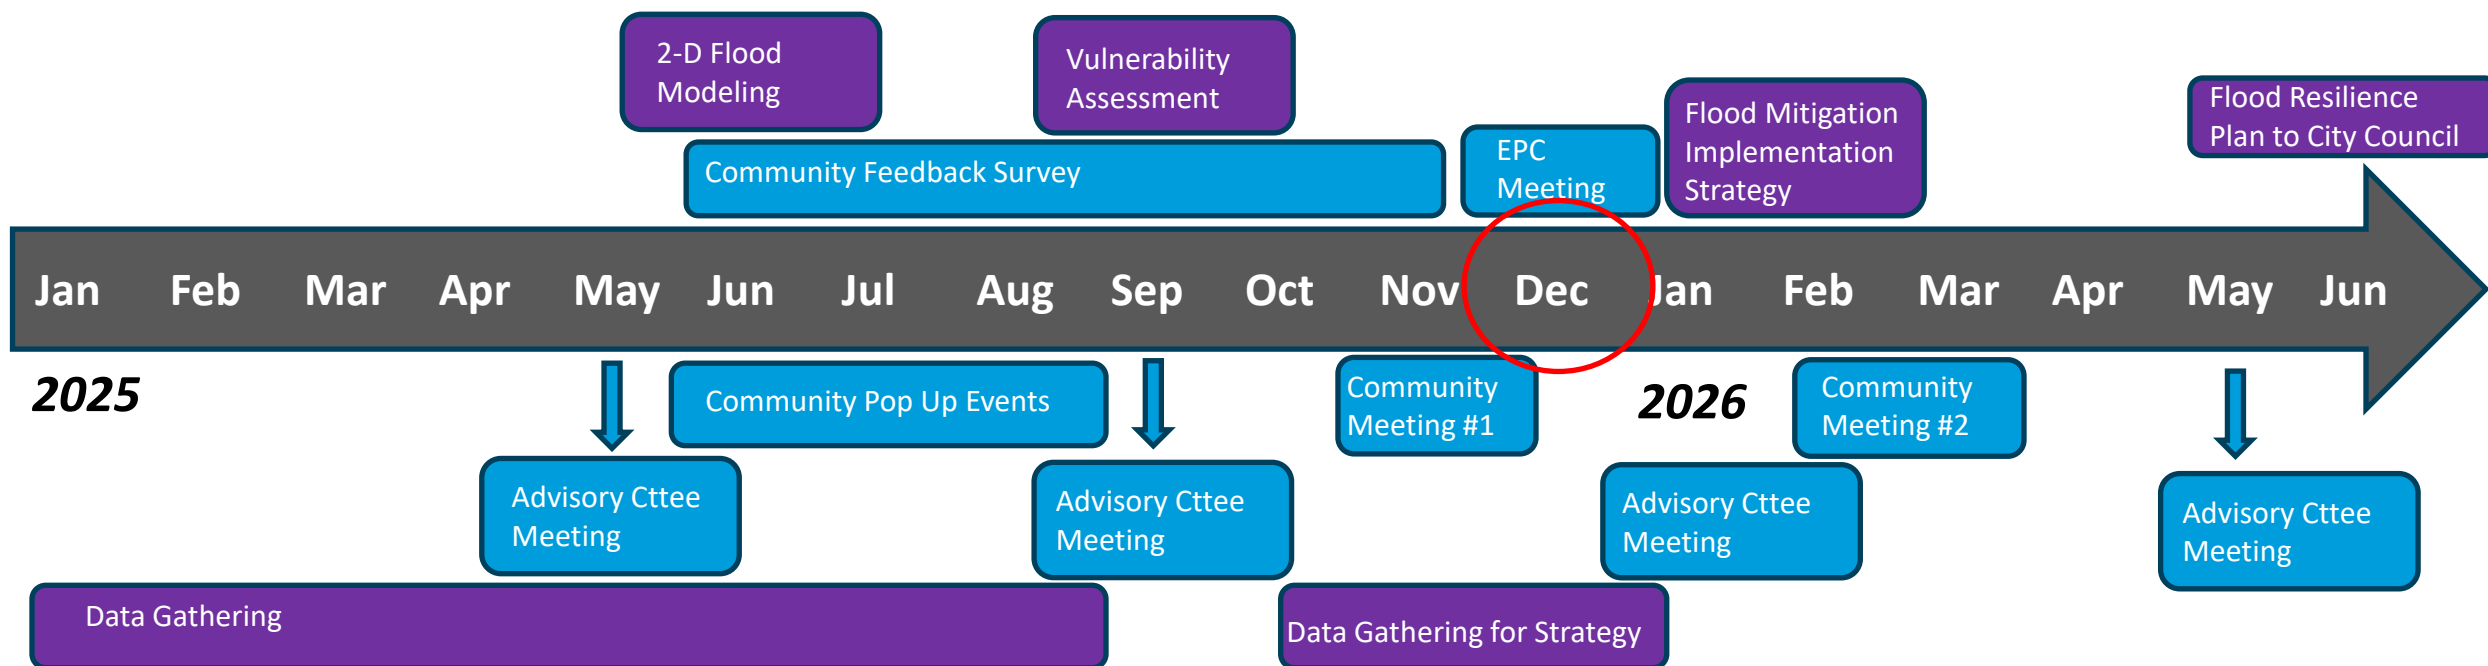 2-D Flood
Modeling
Vulnerability
Assessment
Flood Mitigation
Implementation
Strategy
Flood Resilience
Plan to City Council
Community Feedback Survey
EPC
Meeting
Jan Feb Mar Apr May Jun Jul Aug Sep Oct Nov Dec Jan Feb Mar Apr May Jun
2025
2026
Community Pop Up Events
Community
Meeting #1
Community
Meeting #2
Advisory Cttee
Meeting
Advisory Cttee
Meeting
Advisory Cttee
Meeting
Advisory Cttee
Meeting
Data Gathering
Data Gathering for Strategy